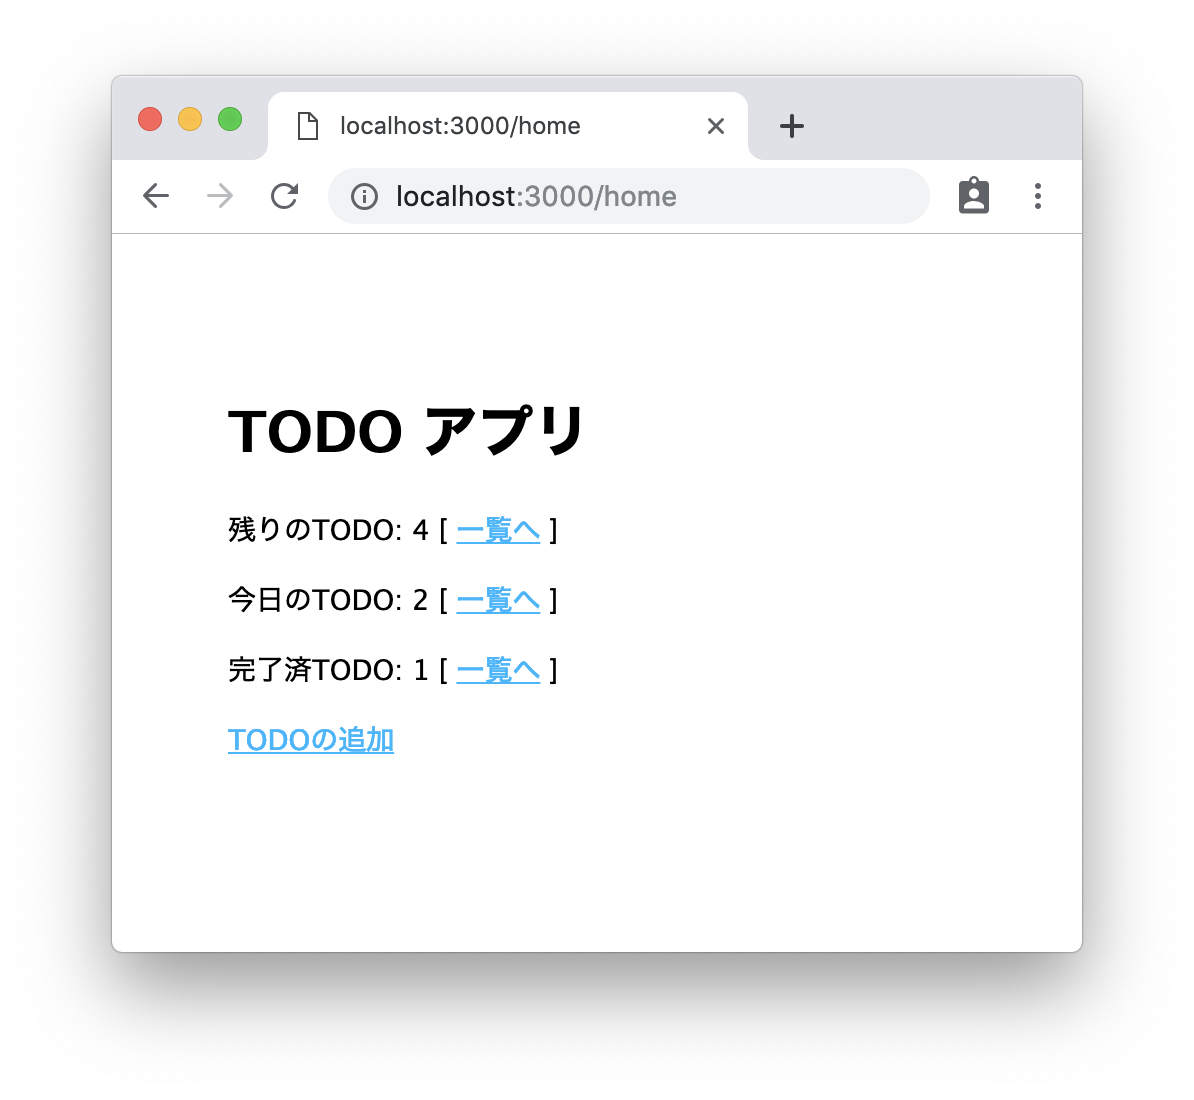 localhost:3000/home
localhost:3000/home
TODO アプリ
残りのTODO: 4 [ 一覧へ ]
今日のTODO: 2 [ 一覧へ ]
完了済TODO: 1 [ 一覧へ ]
TODOの追加